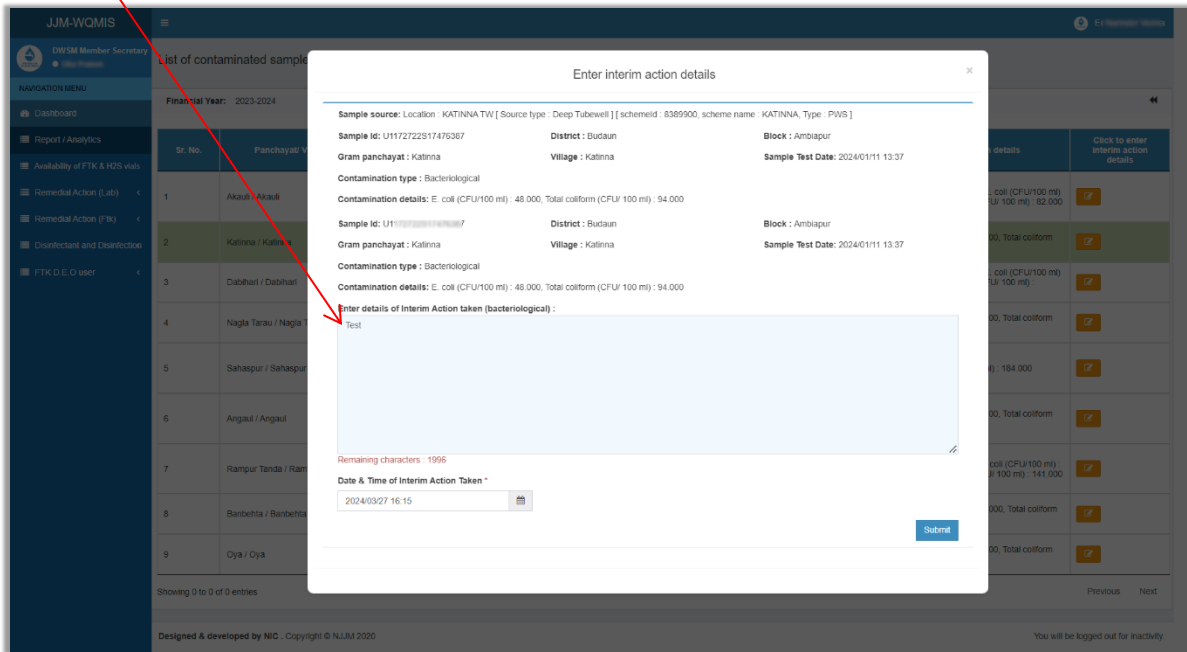 JJM-WQMIS
DWSM Member Secretary
NAVIGATION MENU
Dashboard
Report / Analytics
Availability of FTK & H2S vials
Remedial Action (Lab)
Remedial Action (Ftk)
Disinfectant and Disinfection
FTK D.E.O user
List of contaminated sample
Financial Year: 2023-2024
Sr. No. Panchayat/ V
details Click to enter interim action details
1 Akauli / Akauli
coli (CFU/100 ml)
100 ml) : 82.000
2 Katinna / Katinna
00, Total coliform
3 Dabihari / Dabihari
coli (CFU/100 ml)
100 ml) :
4 Nagla Tarau / Nagla T
00, Total coliform
5 Sahaspur / Sahaspur
: 184.000
6 Angaul / Angaul
00, Total coliform
7 Rampur Tanda / Ram
coli (CFU/100 ml) :
100 ml) : 141.000
8 Banbehta / Banbehta
000, Total coliform
9 Oya / Oya
00, Total coliform
Showing 0 to 0 of 0 entries
Previous Next
Designed & developed by NIC . Copyright © NJJM 2020
You will be logged out for inactivity
Enter interim action details
×
Sample source: Location : KATINNA TW [ Source type : Deep Tubewell ] [ schemeId : 8389900, scheme name : KATINNA, Type : PWS ]
Sample Id: U1172722S17476387 District : Budaun Block : Ambiapur
Gram panchayat : Katinna Village : Katinna Sample Test Date: 2024/01/11 13:37
Contamination type : Bacteriological
Contamination details: E. coli (CFU/100 ml) : 48.000, Total coliform (CFU/ 100 ml) : 94.000
Sample Id: District : Budaun Block : Ambiapur
Gram panchayat : Katinna Village : Katinna Sample Test Date: 2024/01/11 13:37
Contamination type : Bacteriological
Contamination details: E. coli (CFU/100 ml) : 48.000, Total coliform (CFU/ 100 ml) : 94.000
Enter details of Interim Action taken (bacteriological) :
Test
Remaining characters : 1996
Date & Time of Interim Action Taken *
2024/03/27 16:15
Submit